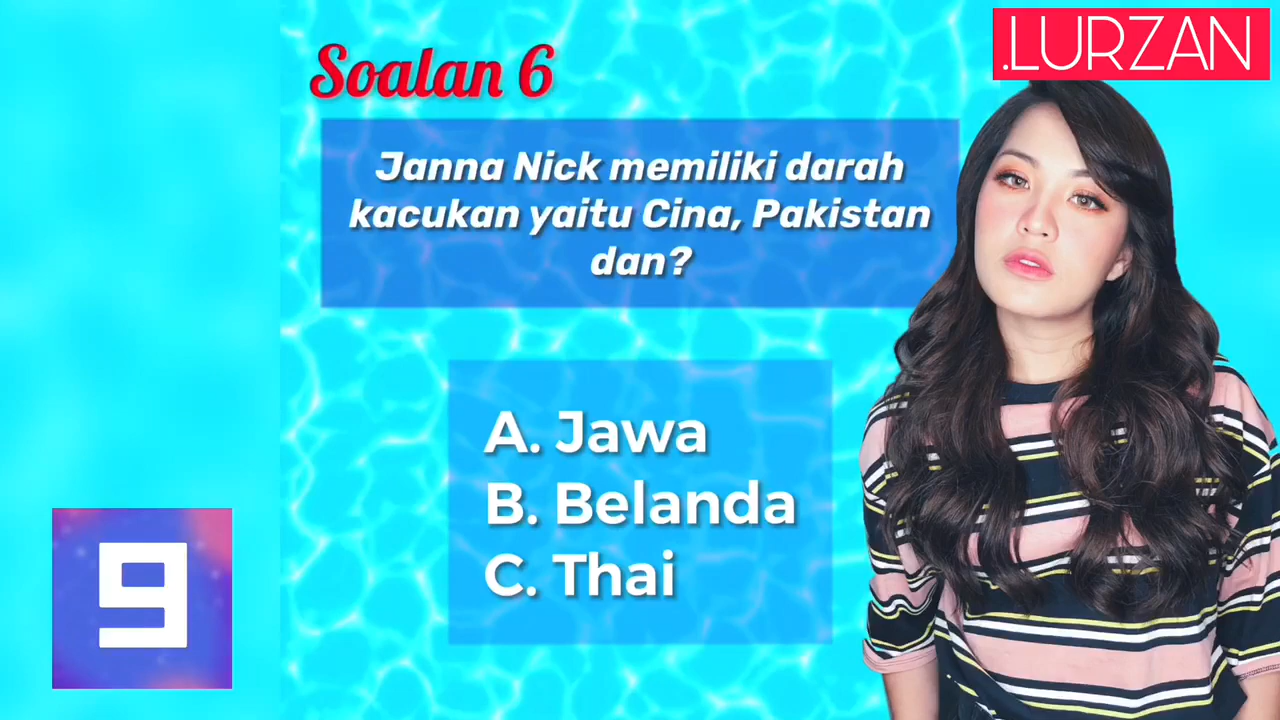 .LURZAN
Soalan 6
Janna Nick memiliki darah
kacukan yaitu Cina, Pakistan
dan?
A. Jawa
B. Belanda
C. Thai
9